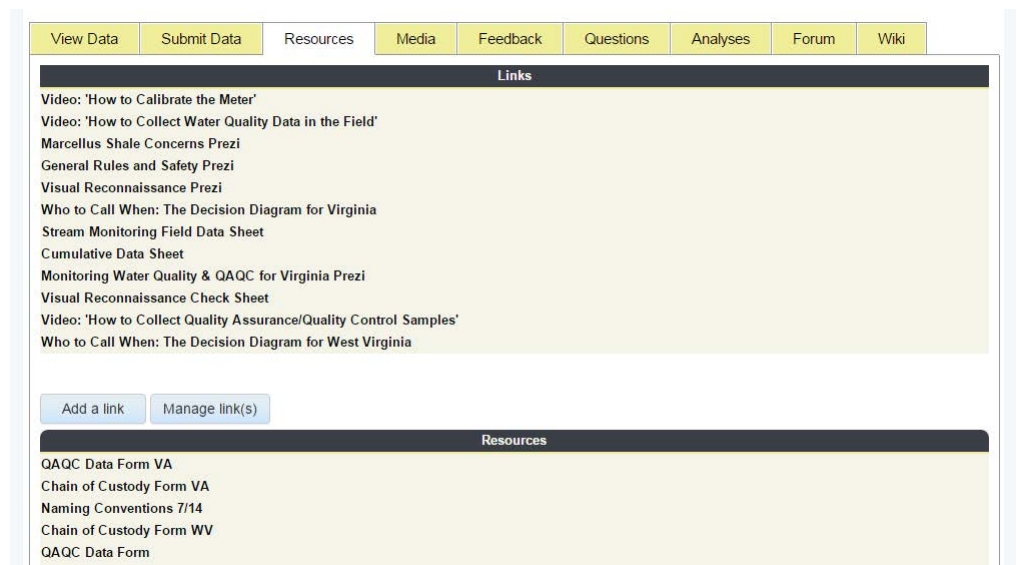 View Data Submit Data Resources Media Feedback Questions Analyses Forum Wiki
Links
Video: 'How to Calibrate the Meter'
Video: 'How to Collect Water Quality Data in the Field'
Marcellus Shale Concerns Prezi
General Rules and Safety Prezi
Visual Reconnaissance Prezi
Who to Call When: The Decision Diagram for Virginia
Stream Monitoring Field Data Sheet
Cumulative Data Sheet
Monitoring Water Quality & QAQC for Virginia Prezi
Visual Reconnaissance Check Sheet
Video: 'How to Collect Quality Assurance/Quality Control Samples'
Who to Call When: The Decision Diagram for West Virginia
Add a link Manage link(s)
Resources
QAQC Data Form VA
Chain of Custody Form VA
Naming Conventions 7/14
Chain of Custody Form WV
QAQC Data Form